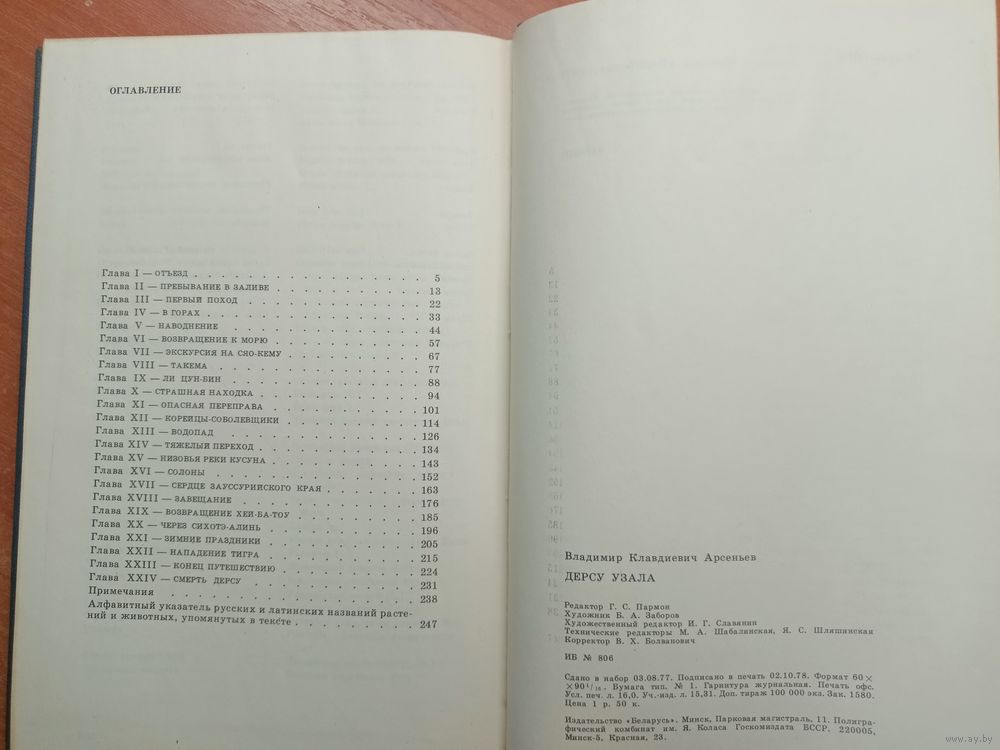 ОГЛАВЛЕНИЕ
Глава I — ОТЪЕЗД . . . . . . . . . . . . . . . . . . 5
Глава II — ПРЕБЫВАНИЕ В ЗАЛИВЕ . . . . . . . . . . . 13
Глава III — ПЕРВЫЙ ПОХОД . . . . . . . . . . . . . . 22
Глава IV — В ГОРАХ . . . . . . . . . . . . . . . . . 33
Глава V — НАВОДНЕНИЕ . . . . . . . . . . . . . . . 44
Глава VI — ВОЗВРАЩЕНИЕ К МОРЮ . . . . . . . . . . . 57
Глава VII — ЭКСКУРСИЯ НА СЯО-КЕМУ . . . . . . . . . . 67
Глава VIII — ТАКЕМА . . . . . . . . . . . . . . . . 77
Глава IX — ЛИ ЦУН-БИН . . . . . . . . . . . . . . . 88
Глава X — СТРАШНАЯ НАХОДКА . . . . . . . . . . . . . 94
Глава XI — ОПАСНАЯ ПЕРЕПРАВА . . . . . . . . . . . . 101
Глава XII — КОРЕЙЦЫ-СОБОЛЕВЩИКИ . . . . . . . . . . 114
Глава XIII — ВОДОПАД . . . . . . . . . . . . . . . 126
Глава XIV — ТЯЖЕЛЫЙ ПЕРЕХОД . . . . . . . . . . . . 134
Глава XV — НИЗОВЬЯ РЕКИ КУСУНА . . . . . . . . . . . 143
Глава XVI — СОЛОНЫ . . . . . . . . . . . . . . . . 152
Глава XVII — СЕРДЦЕ ЗАУССУРИЙСКОГО КРАЯ . . . . . . . 163
Глава XVIII — ЗАВЕЩАНИЕ . . . . . . . . . . . . . . 176
Глава XIX — ВОЗВРАЩЕНИЕ ХЕЙ-БА-ТОУ . . . . . . . . . 185
Глава XX — ЧЕРЕЗ СИХОТЭ-АЛИНЬ . . . . . . . . . . . 196
Глава XXI — ЗИМНИЕ ПРАЗДНИКИ . . . . . . . . . . . . 205
Глава XXII — НАПАДЕНИЕ ТИГРА . . . . . . . . . . . . 215
Глава XXIII — КОНЕЦ ПУТЕШЕСТВИЮ . . . . . . . . . . 224
Глава XXIV — СМЕРТЬ ДЕРСУ . . . . . . . . . . . . . 231
Примечания . . . . . . . . . . . . . . . . . . . 238
Алфавитный указатель русских и латинских названий расте-
ний и животных, упомянутых в тексте . . . . . . . . . 247
Владимир Клавдиевич Арсеньев
ДЕРСУ УЗАЛА
Редактор Г. С. Пармон
Художник Б. А. Заборов
Художественный редактор И. Г. Славянин
Технические редакторы М. А. Шабалинская, Я. С. Шляшинская
Корректор В. Х. Болванович
ИБ № 806
Сдано в набор 03.08.77. Подписано в печать 02.10.78. Формат 60×
×90 1/16. Бумага тип. № 1. Гарнитура журнальная. Печать офс.
Усл. печ. л. 16,0. Уч.-изд. л. 15,31. Доп. тираж 100 000 экз. Зак. 1580.
Цена 1 р. 50 к.
Издательство «Беларусь». Минск, Парковая магистраль, 11. Полигра-
фический комбинат им. Я. Коласа Госкомиздата БССР. 220005,
Минск-5, Красная, 23.
www.ay.by